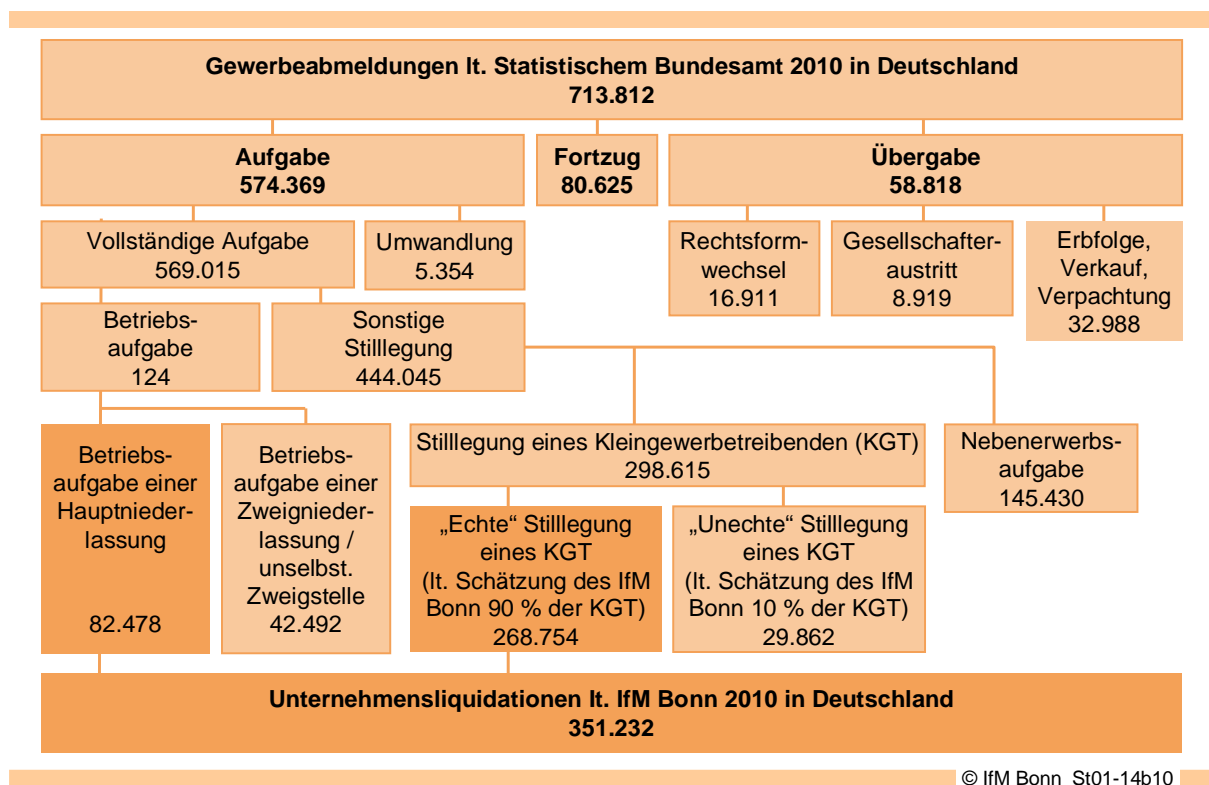 Gewerbeabmeldungen lt. Statistischem Bundesamt 2010 in Deutschland
713.812
Aufgabe
574.369
Fortzug
80.625
Übergabe
58.818
Vollständige Aufgabe
569.015
Umwandlung
5.354
Rechtsform-
wechsel
16.911
Gesellschafter-
austritt
8.919
Erbfolge,
Verkauf,
Verpachtung
32.988
Betriebs-
aufgabe
124
Sonstige
Stilllegung
444.045
Betriebs-
aufgabe einer
Hauptnieder-
lassung
82.478
Betriebs-
aufgabe einer
Zweignieder-
lassung /
unselbst.
Zweigstelle
42.492
Stilllegung eines Kleingewerbetreibenden (KGT)
298.615
Nebenerwerbs-
aufgabe
145.430
„Echte“ Stilllegung
eines KGT
(lt. Schätzung des IfM
Bonn 90 % der KGT)
268.754
„Unechte“ Stilllegung
eines KGT
(lt. Schätzung des IfM
Bonn 10 % der KGT)
29.862
Unternehmensliquidationen lt. IfM Bonn 2010 in Deutschland
351.232
© IfM Bonn St01-14b10